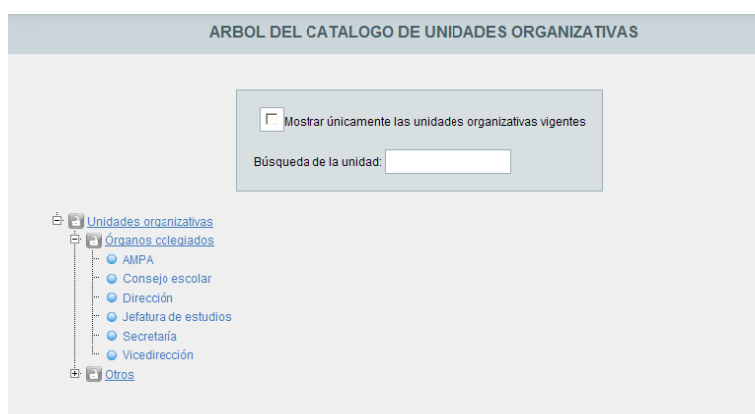 ARBOL DEL CATALOGO DE UNIDADES ORGANIZATIVAS
Mostrar únicamente las unidades organizativas vigentes
Búsqueda de la unidad:
Unidades organizativas
Órganos colegiados
AMPA
Consejo escolar
Dirección
Jefatura de estudios
Secretaría
Vicedirección
Otros